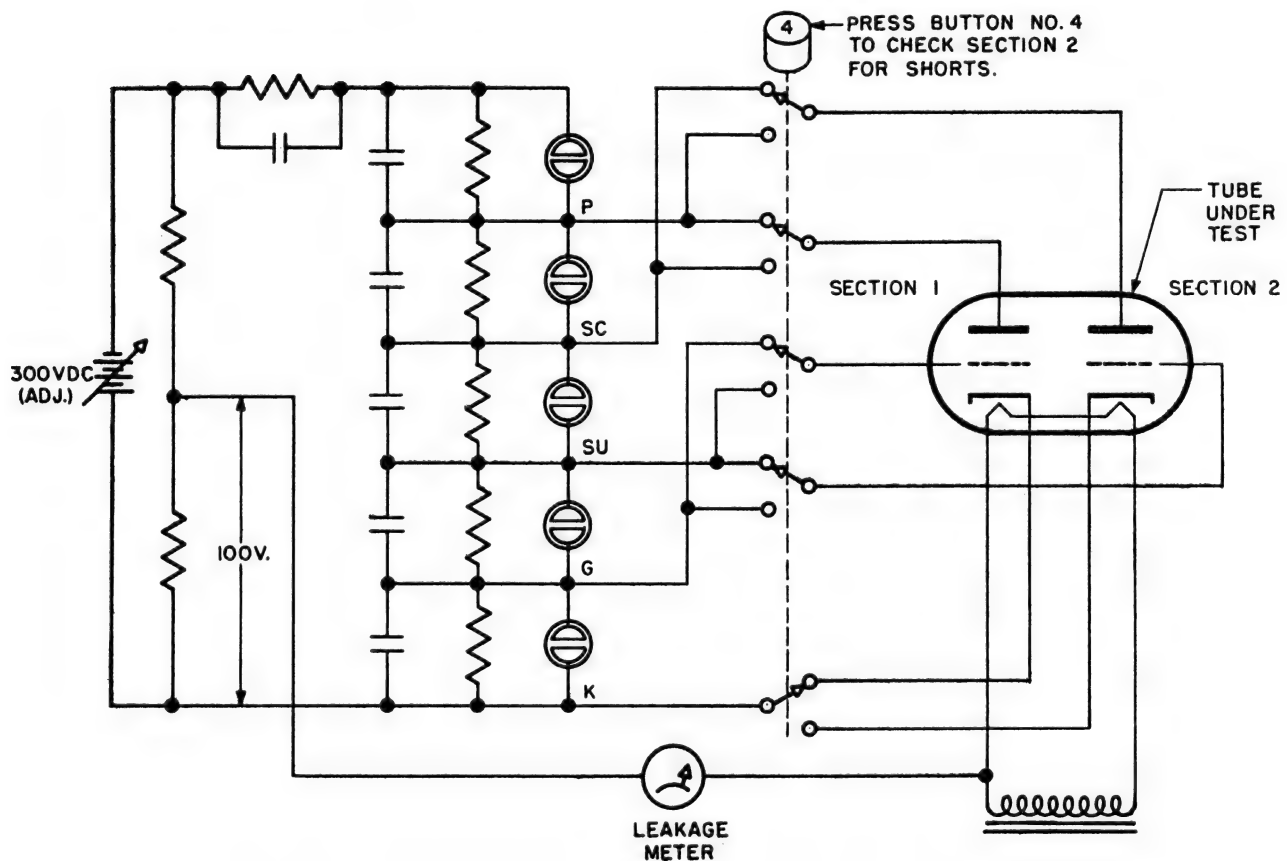 4
PRESS BUTTON NO. 4
TO CHECK SECTION 2
FOR SHORTS.
P
TUBE
UNDER
TEST
SECTION 1
SECTION 2
SC
300VDC
(ADJ.)
SU
100V.
G
K
LEAKAGE
METER